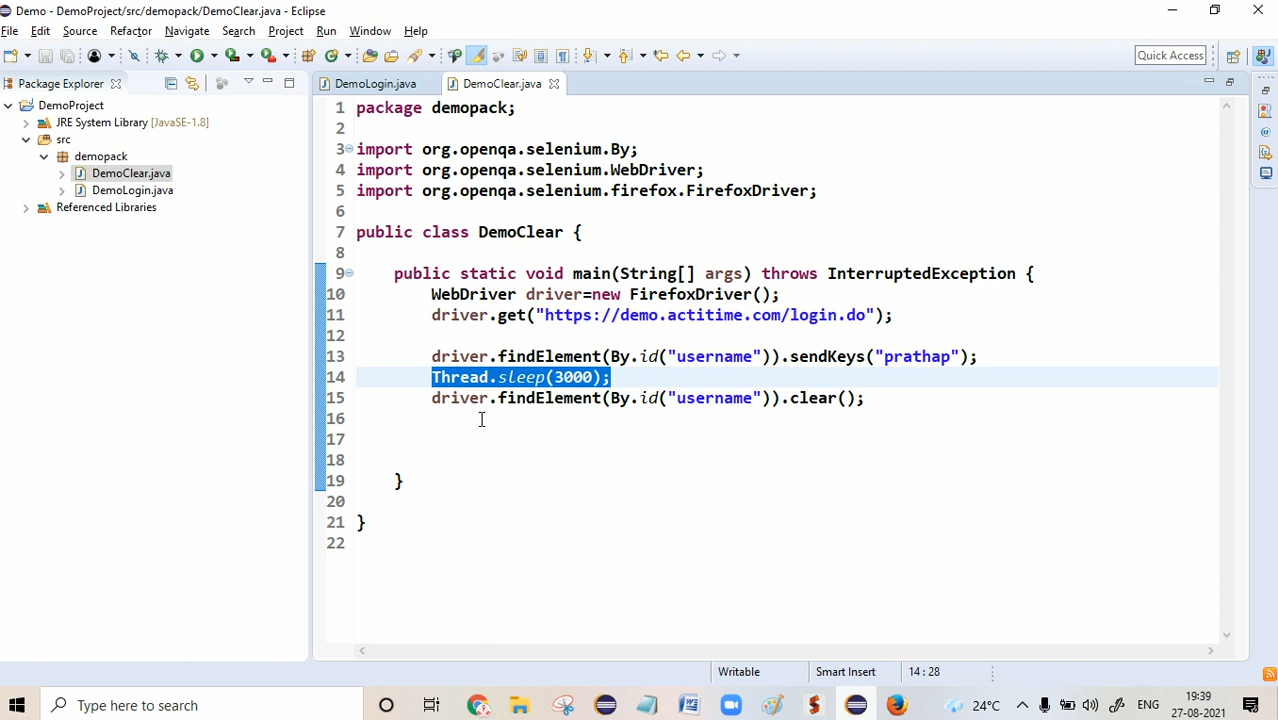 Demo - DemoProject/src/demopack/DemoClear.java - Eclipse
File Edit Source Refactor Navigate Search Project Run Window Help
Quick Access
Package Explorer
DemoLogin.java
DemoClear.java
DemoProject
JRE System Library [JavaSE-1.8]
src
demopack
DemoClear.java
DemoLogin.java
Referenced Libraries
1 package demopack;
2
3 import org.openqa.selenium.By;
4 import org.openqa.selenium.WebDriver;
5 import org.openqa.selenium.firefox.FirefoxDriver;
6
7 public class DemoClear {
8
9 public static void main(String[] args) throws InterruptedException {
10 WebDriver driver=new FirefoxDriver();
11 driver.get("https://demo.actitime.com/login.do");
12
13 driver.findElement(By.id("username")).sendKeys("prathap");
14 Thread.sleep(3000);
15 driver.findElement(By.id("username")).clear();
16
17
18
19 }
20
21 }
22
Writable Smart Insert 14 : 28
Type here to search
24°C
19:39
27-08-2021